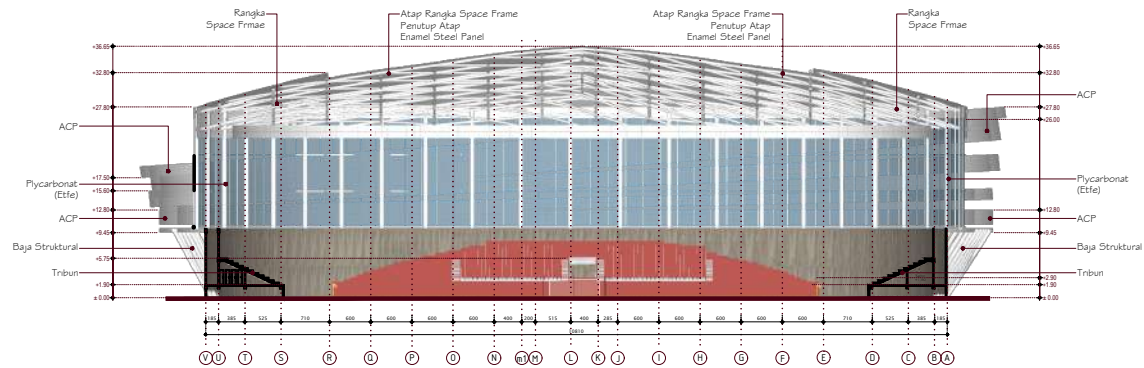 Rangka
Space Frmae
Atap Rangka Space Frame
Penutup Atap
Enamel Steel Panel
Atap Rangka Space Frame
Penutup Atap
Enamel Steel Panel
Rangka
Space Frmae
+36.65
+32.80
+27.80
ACP
+17.50
Plycarbonat
(Etfe)
+15.60
+12.80
ACP
+9.45
Baja Struktural
+5.75
Tribun
+1.90
± 0.00
+36.65
+32.80
ACP
+27.80
+26.00
Plycarbonat
(Etfe)
+12.80
ACP
+9.45
Baja Struktural
Tribun
+2.90
+1.90
± 0.00
185 385 525 710 600 600 600 600 400 200 515 400 285 600 600 600 600 600 710 525 385 185
V U T S R Q P O N m1 M L K J I H G F E D C B A